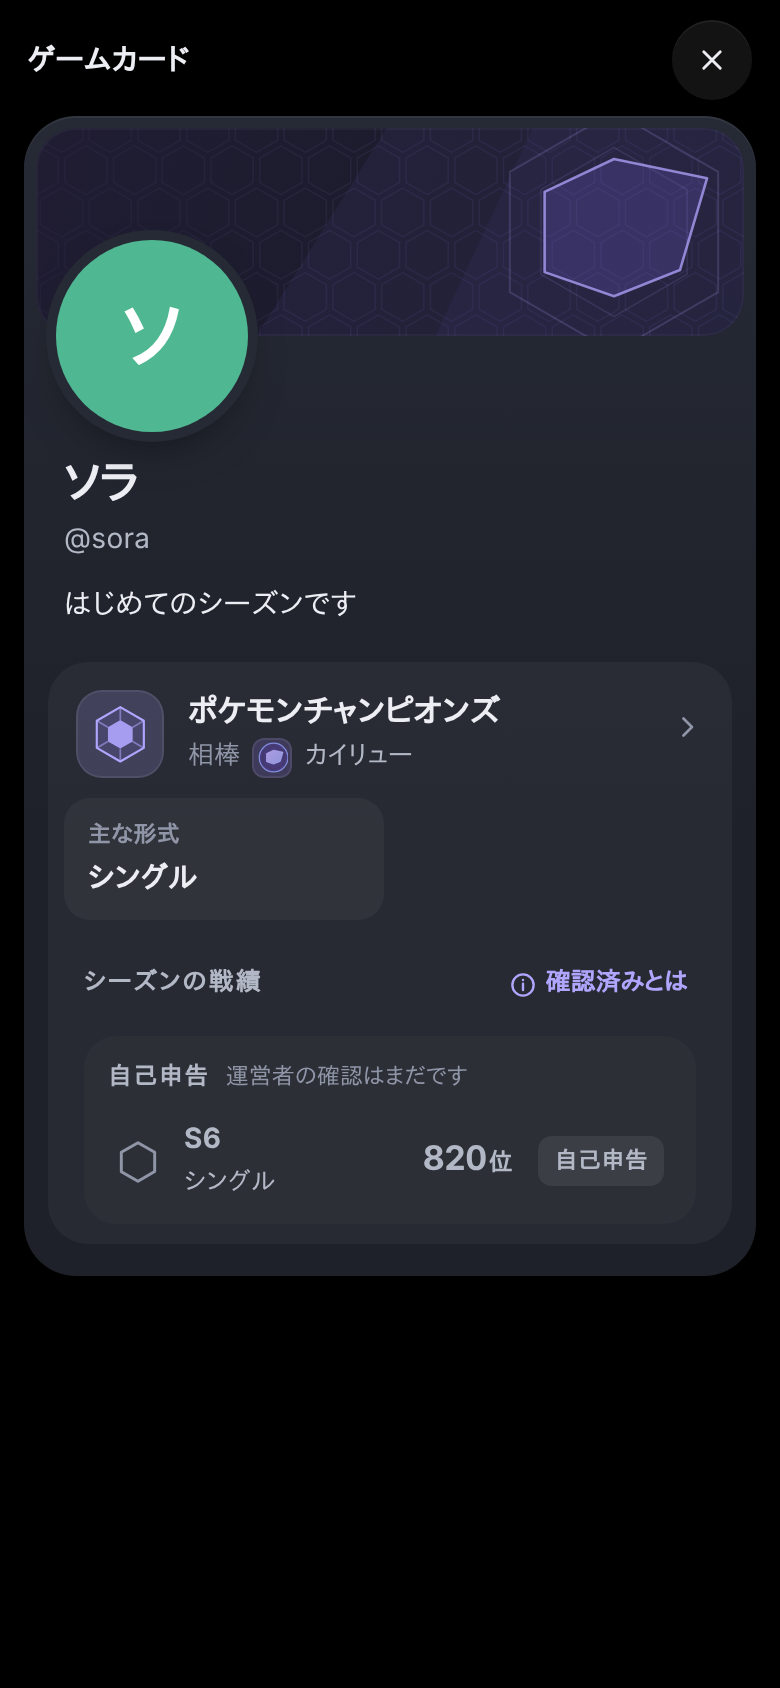 ゲームカード
ソ
ソラ
@sora
はじめてのシーズンです
ポケモンチャンピオンズ
相棒 カイリュー
主な形式
シングル
シーズンの戦績 確認済みとは
自己申告 運営者の確認はまだです
S6
シングル
820位 自己申告